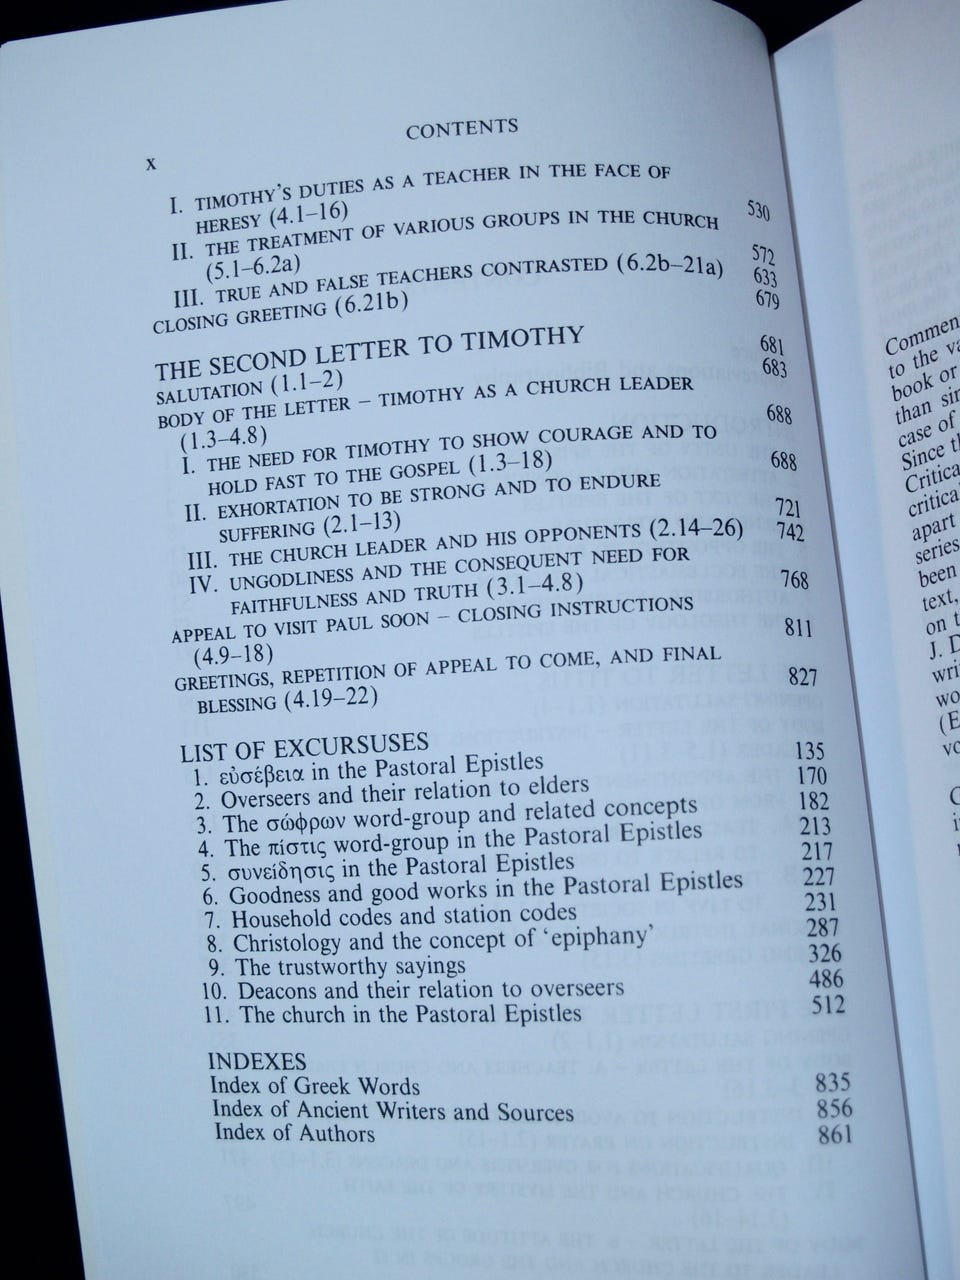 CONTENTS
x
I. TIMOTHY'S DUTIES AS A TEACHER IN THE FACE OF
HERESY (4.1–16) 530
II. THE TREATMENT OF VARIOUS GROUPS IN THE CHURCH
(5.1–6.2a) 572
III. TRUE AND FALSE TEACHERS CONTRASTED (6.2b–21a) 633
CLOSING GREETING (6.21b) 679
THE SECOND LETTER TO TIMOTHY 681
SALUTATION (1.1–2) 683
BODY OF THE LETTER – TIMOTHY AS A CHURCH LEADER
(1.3–4.8) 688
I. THE NEED FOR TIMOTHY TO SHOW COURAGE AND TO
HOLD FAST TO THE GOSPEL (1.3–18) 688
II. EXHORTATION TO BE STRONG AND TO ENDURE
SUFFERING (2.1–13) 721
III. THE CHURCH LEADER AND HIS OPPONENTS (2.14–26) 742
IV. UNGODLINESS AND THE CONSEQUENT NEED FOR
FAITHFULNESS AND TRUTH (3.1–4.8) 768
APPEAL TO VISIT PAUL SOON – CLOSING INSTRUCTIONS
(4.9–18) 811
GREETINGS, REPETITION OF APPEAL TO COME, AND FINAL
BLESSING (4.19–22) 827
LIST OF EXCURSUSES
1. εὐσέβεια in the Pastoral Epistles 135
2. Overseers and their relation to elders 170
3. The σώφρων word-group and related concepts 182
4. The πίστις word-group in the Pastoral Epistles 213
5. συνείδησις in the Pastoral Epistles 217
6. Goodness and good works in the Pastoral Epistles 227
7. Household codes and station codes 231
8. Christology and the concept of 'epiphany' 287
9. The trustworthy sayings 326
10. Deacons and their relation to overseers 486
11. The church in the Pastoral Epistles 512
INDEXES
Index of Greek Words 835
Index of Ancient Writers and Sources 856
Index of Authors 861
to the
book or
than
case of
Since
apart
series
been
text,
on
J. D